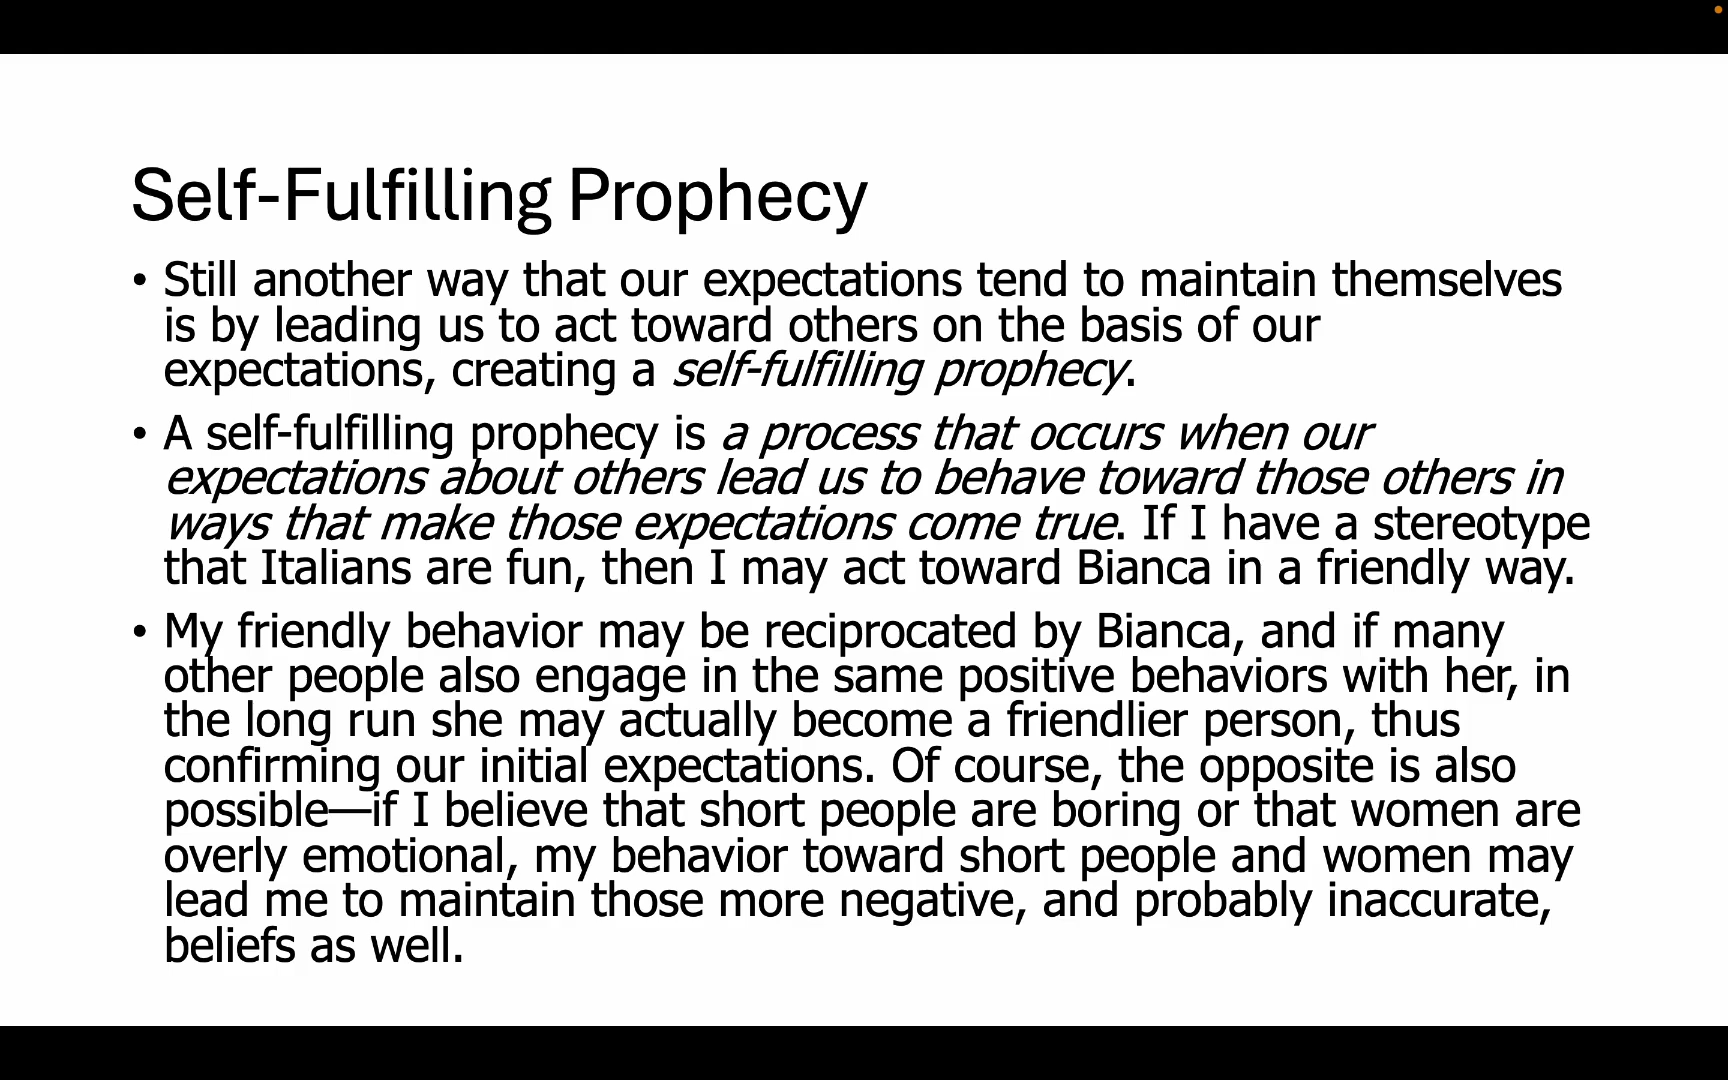 Self-Fulfilling Prophecy
• Still another way that our expectations tend to maintain themselves
is by leading us to act toward others on the basis of our
expectations, creating a self-fulfilling prophecy.
• A self-fulfilling prophecy is a process that occurs when our
expectations about others lead us to behave toward those others in
ways that make those expectations come true. If I have a stereotype
that Italians are fun, then I may act toward Bianca in a friendly way.
• My friendly behavior may be reciprocated by Bianca, and if many
other people also engage in the same positive behaviors with her, in
the long run she may actually become a friendlier person, thus
confirming our initial expectations. Of course, the opposite is also
possible—if I believe that short people are boring or that women are
overly emotional, my behavior toward short people and women may
lead me to maintain those more negative, and probably inaccurate,
beliefs as well.